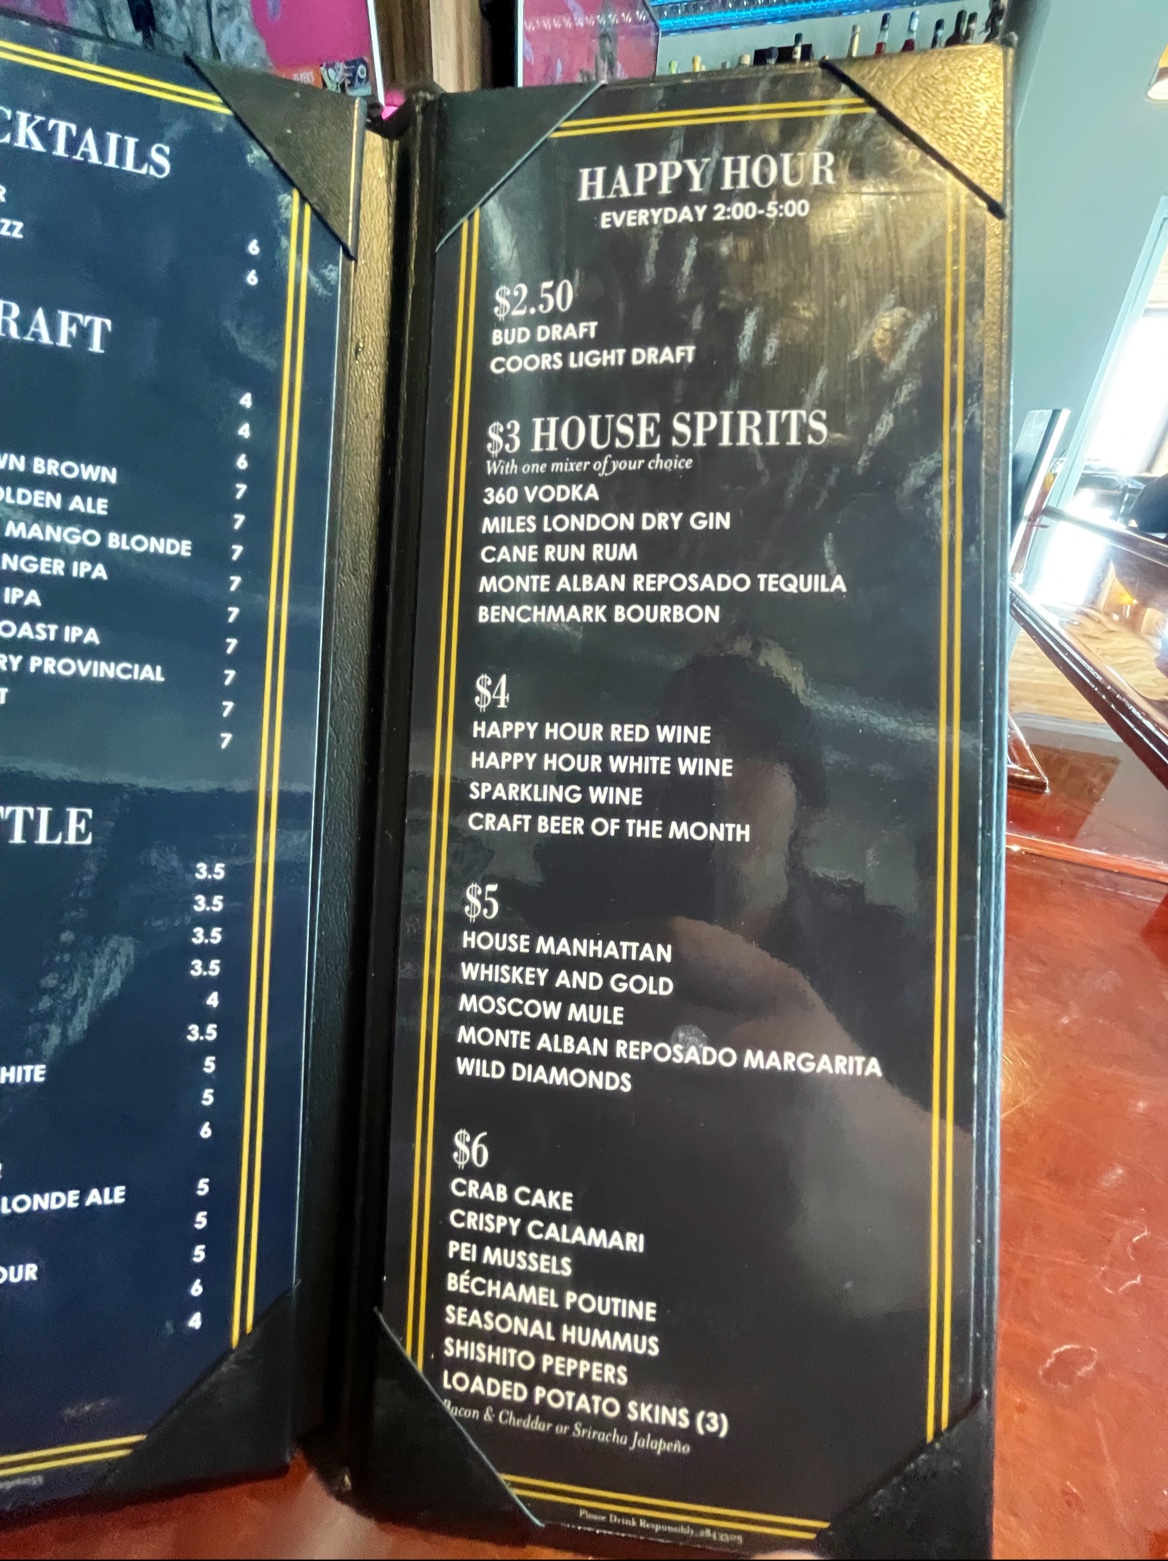 CKTAILS
R
ZZ
6
6
RAFT
4
4
6
WN BROWN 7
OLDEN ALE 7
MANGO BLONDE 7
NGER IPA 7
IPA 7
OAST IPA 7
RY PROVINCIAL 7
T 7
7
TTLE
3.5
3.5
3.5
3.5
4
3.5
HITE 5
5
6
R
LONDE ALE 5
5
5
OUR 6
4
HAPPY HOUR
EVERYDAY 2:00-5:00
$2.50
BUD DRAFT
COORS LIGHT DRAFT
$3 HOUSE SPIRITS
With one mixer of your choice
360 VODKA
MILES LONDON DRY GIN
CANE RUN RUM
MONTE ALBAN REPOSADO TEQUILA
BENCHMARK BOURBON
$4
HAPPY HOUR RED WINE
HAPPY HOUR WHITE WINE
SPARKLING WINE
CRAFT BEER OF THE MONTH
$5
HOUSE MANHATTAN
WHISKEY AND GOLD
MOSCOW MULE
MONTE ALBAN REPOSADO MARGARITA
WILD DIAMONDS
$6
CRAB CAKE
CRISPY CALAMARI
PEI MUSSELS
BÉCHAMEL POUTINE
SEASONAL HUMMUS
SHISHITO PEPPERS
LOADED POTATO SKINS (3)
Bacon & Cheddar or Sriracha Jalapeño
Please Drink Responsibly.